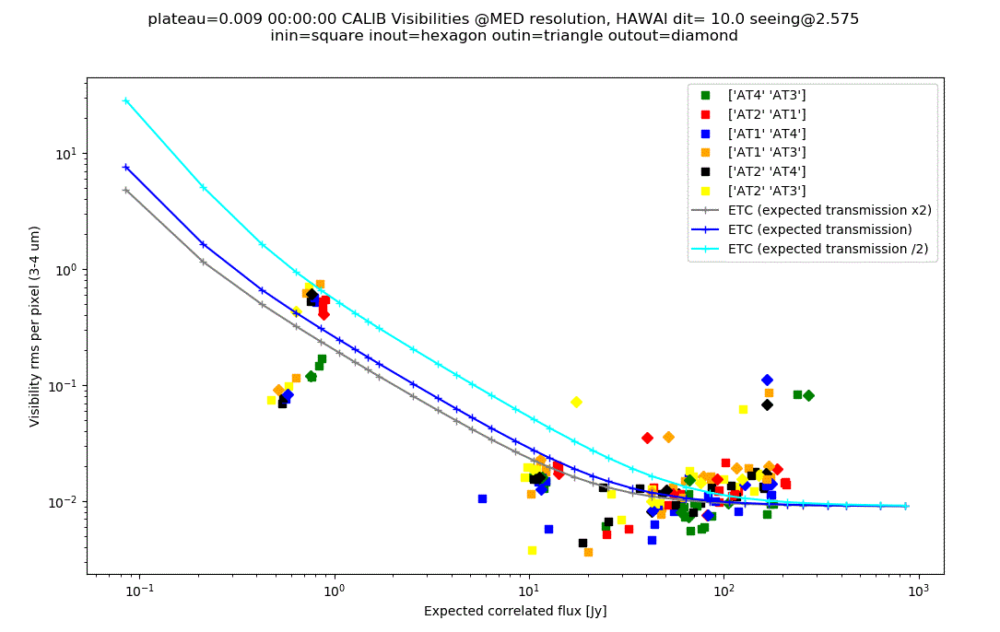 plateau=0.009 00:00:00 CALIB Visibilities @MED resolution, HAWAI dit= 10.0 seeing@2.575
inin=square inout=hexagon outin=triangle outout=diamond
['AT4' 'AT3']
['AT2' 'AT1']
['AT1' 'AT4']
['AT1' 'AT3']
['AT2' 'AT4']
['AT2' 'AT3']
ETC (expected transmission x2)
ETC (expected transmission)
ETC (expected transmission /2)
Visibility rms per pixel (3-4 um)
10¹
10⁰
10⁻¹
10⁻²
10⁻¹ 10⁰ 10¹ 10² 10³
Expected correlated flux [Jy]